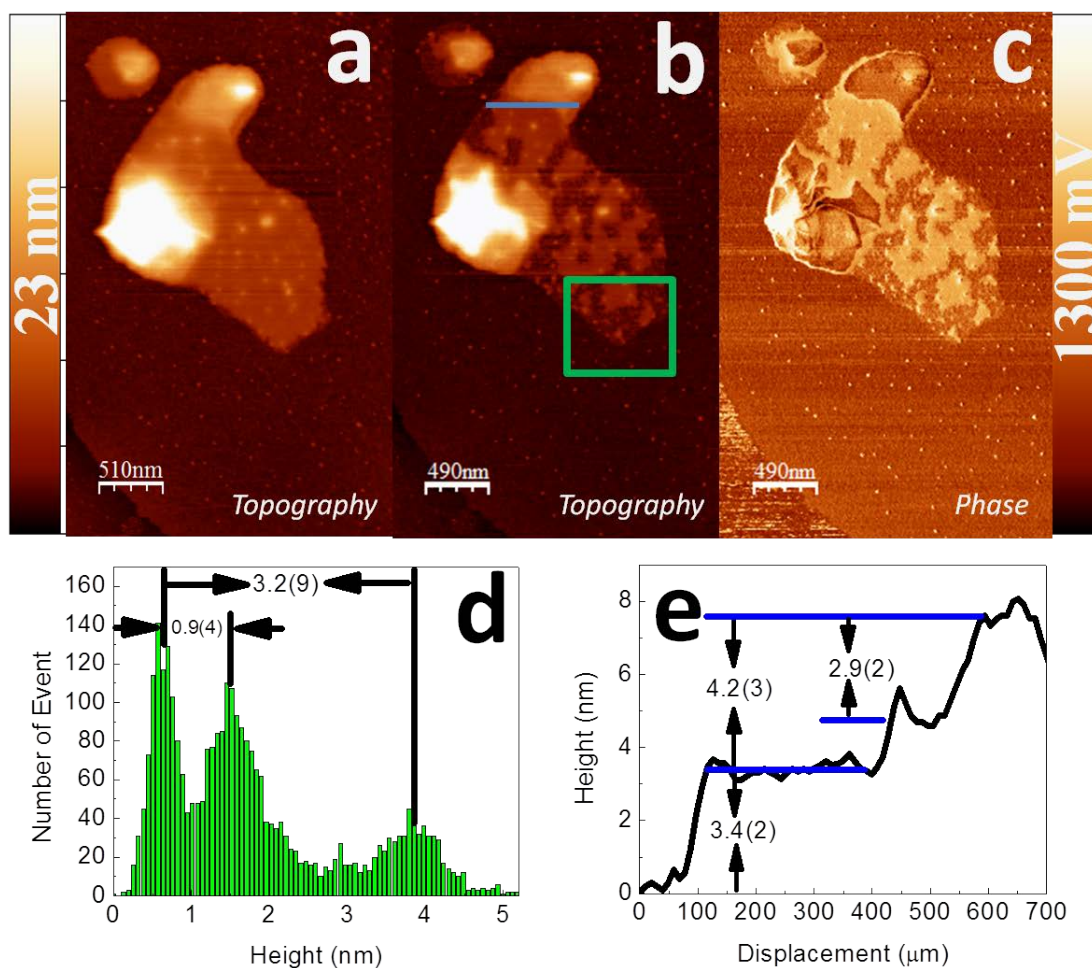 a
b
c
23 nm
1300 mV
510nm
490nm
490nm
Topography
Topography
Phase
d
3.2(9)
0.9(4)
160
140
120
100
80
60
40
20
0
Number of Event
0 1 2 3 4 5
Height (nm)
e
4.2(3)
2.9(2)
3.4(2)
8
6
4
2
0
Height (nm)
0 100 200 300 400 500 600 700
Displacement (μm)